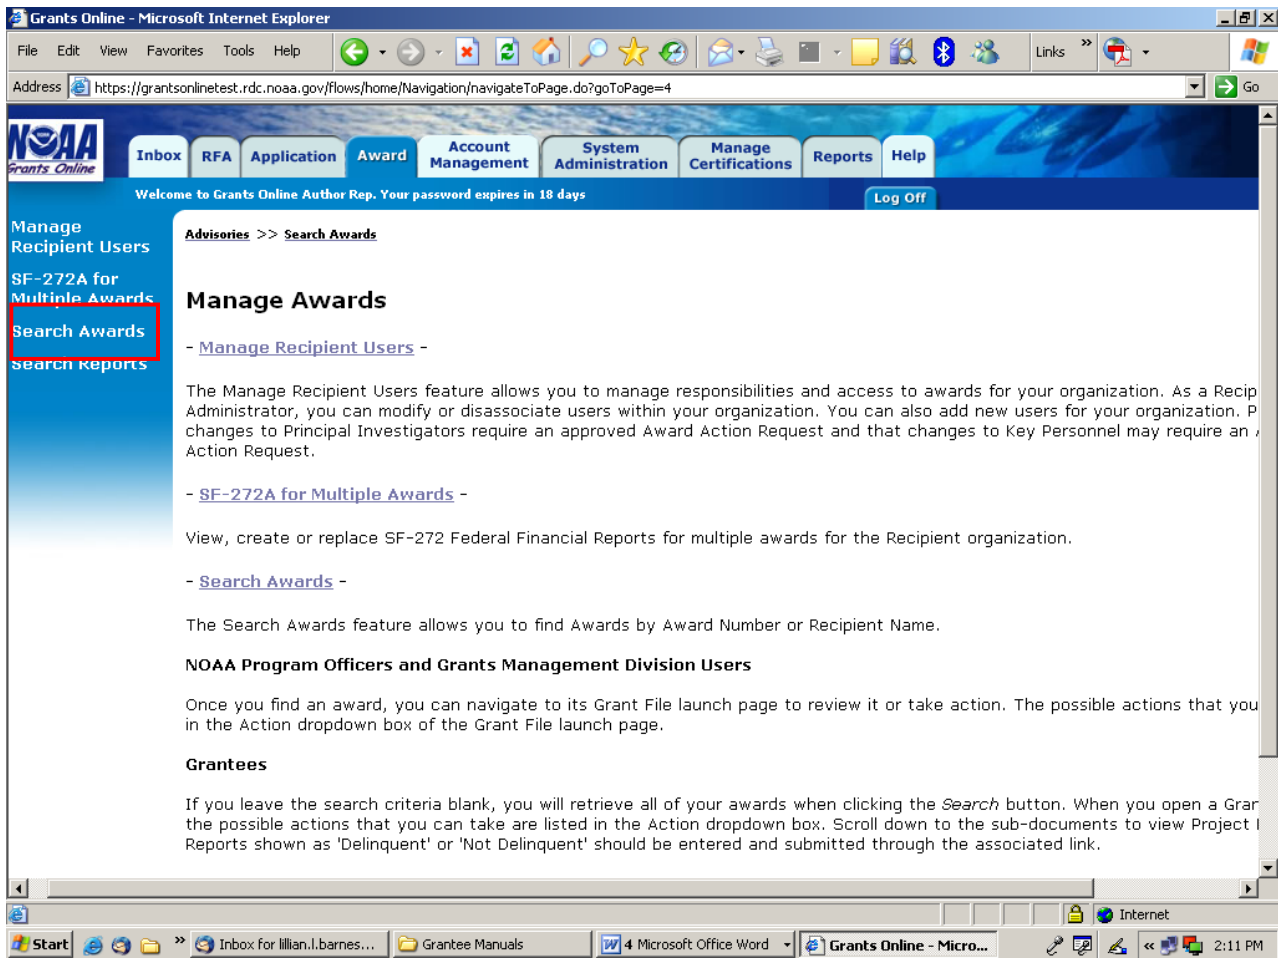 Grants Online - Microsoft Internet Explorer
File Edit View Favorites Tools Help Links »
Address https://grantsonlinetest.rdc.noaa.gov/flows/home/Navigation/navigateToPage.do?goToPage=4 Go
NOAA
Grants Online
Inbox RFA Application Award Account Management System Administration Manage Certifications Reports Help
Welcome to Grants Online Author Rep. Your password expires in 18 days Log Off
Manage
Recipient Users
SF-272A for
Multiple Awards
Search Awards
Search Reports
Advisories >> Search Awards
Manage Awards
- Manage Recipient Users -
The Manage Recipient Users feature allows you to manage responsibilities and access to awards for your organization. As a Recip
Administrator, you can modify or disassociate users within your organization. You can also add new users for your organization. P
changes to Principal Investigators require an approved Award Action Request and that changes to Key Personnel may require an
Action Request.
- SF-272A for Multiple Awards -
View, create or replace SF-272 Federal Financial Reports for multiple awards for the Recipient organization.
- Search Awards -
The Search Awards feature allows you to find Awards by Award Number or Recipient Name.
NOAA Program Officers and Grants Management Division Users
Once you find an award, you can navigate to its Grant File launch page to review it or take action. The possible actions that you
in the Action dropdown box of the Grant File launch page.
Grantees
If you leave the search criteria blank, you will retrieve all of your awards when clicking the Search button. When you open a Gran
the possible actions that you can take are listed in the Action dropdown box. Scroll down to the sub-documents to view Project
Reports shown as 'Delinquent' or 'Not Delinquent' should be entered and submitted through the associated link.
Internet
Start » Inbox for lillian.l.barnes... Grantee Manuals 4 Microsoft Office Word Grants Online - Micro... « 2:11 PM